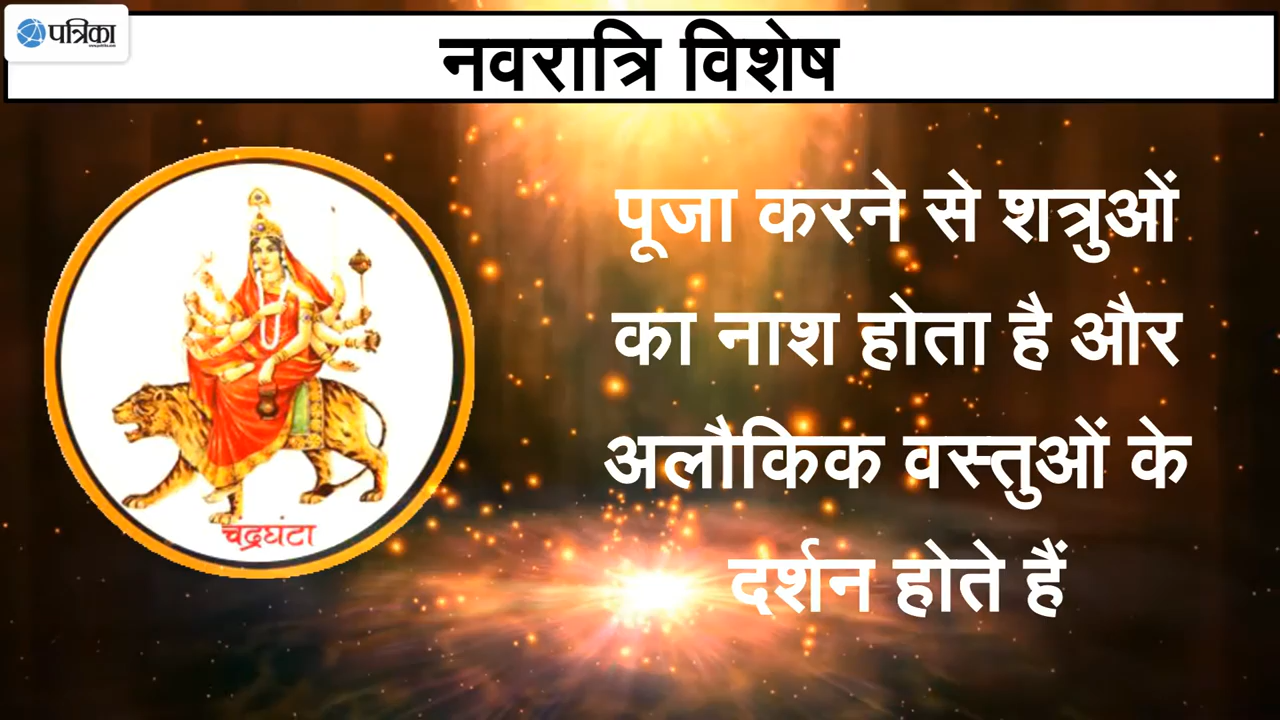 पत्रिका
नवरात्रि विशेष
पूजा करने से शत्रुओं
का नाश होता है और
अलौकिक वस्तुओं के
दर्शन होते हैं
चंद्रघंटा